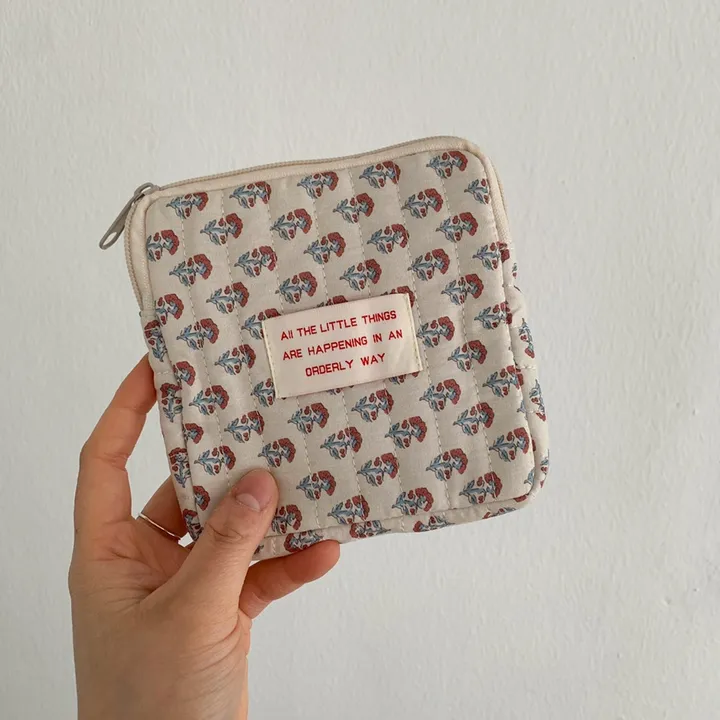 All THE LITTLE THINGS
ARE HAPPENING IN AN
ORDERLY WAY